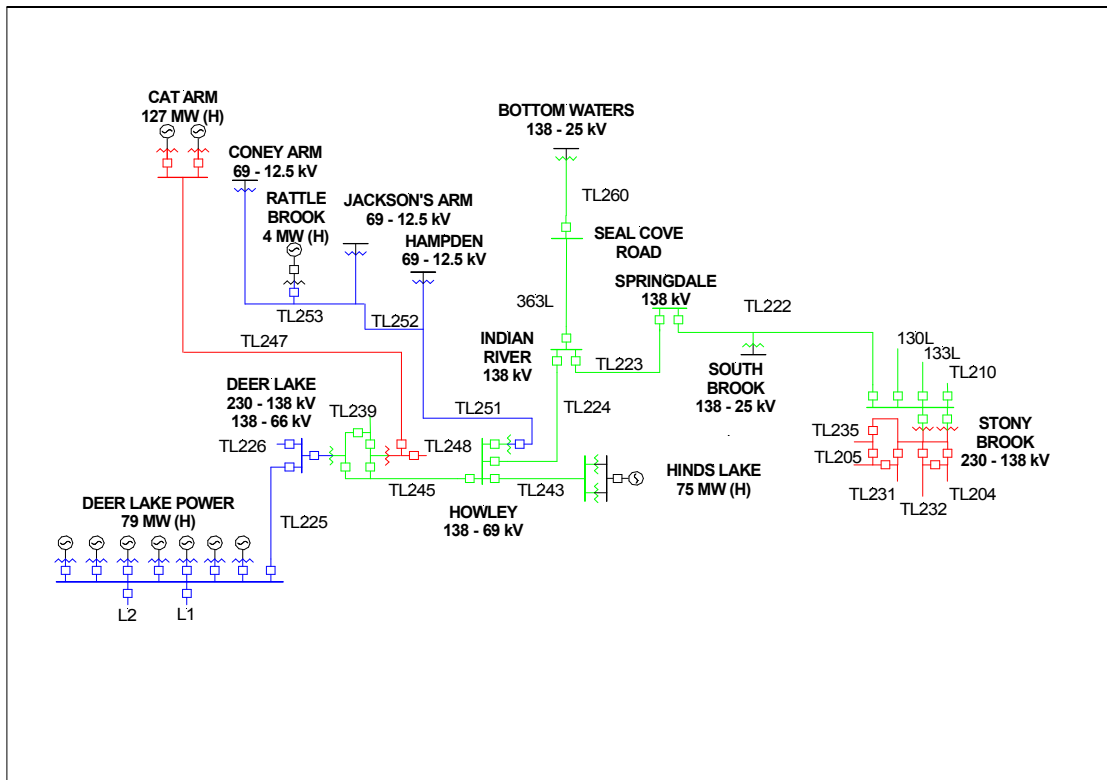 CAT ARM
127 MW (H)
CONEY ARM
69 - 12.5 kV
RATTLE
BROOK
4 MW (H)
JACKSON'S ARM
69 - 12.5 kV
HAMPDEN
69 - 12.5 kV
BOTTOM WATERS
138 - 25 kV
TL260
SEAL COVE
ROAD
SPRINGDALE
138 kV
TL222
363L
TL253
TL252
TL247
INDIAN
RIVER
138 kV
TL223
SOUTH
BROOK
138 - 25 kV
130L
133L
TL210
DEER LAKE
230 - 138 kV
138 - 66 kV
TL239
TL251
TL224
TL226
TL248
TL235
TL205
STONY
BROOK
230 - 138 kV
TL245
TL243
HINDS LAKE
75 MW (H)
TL231
TL232
TL204
HOWLEY
138 - 69 kV
DEER LAKE POWER
79 MW (H)
TL225
L2
L1